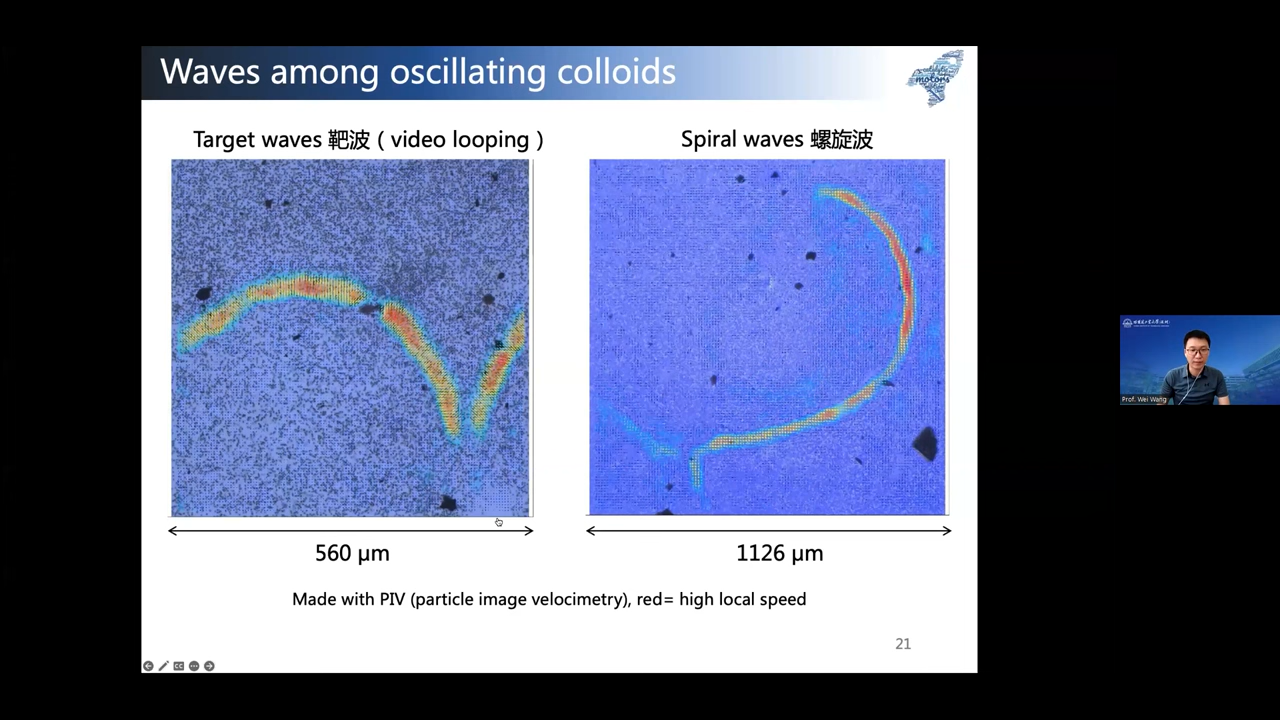 Waves among oscillating colloids
motors
Target waves 靶波 ( video looping )
Spiral waves 螺旋波
560 μm
1126 μm
Made with PIV (particle image velocimetry), red= high local speed
21
Prof. Wei Wang